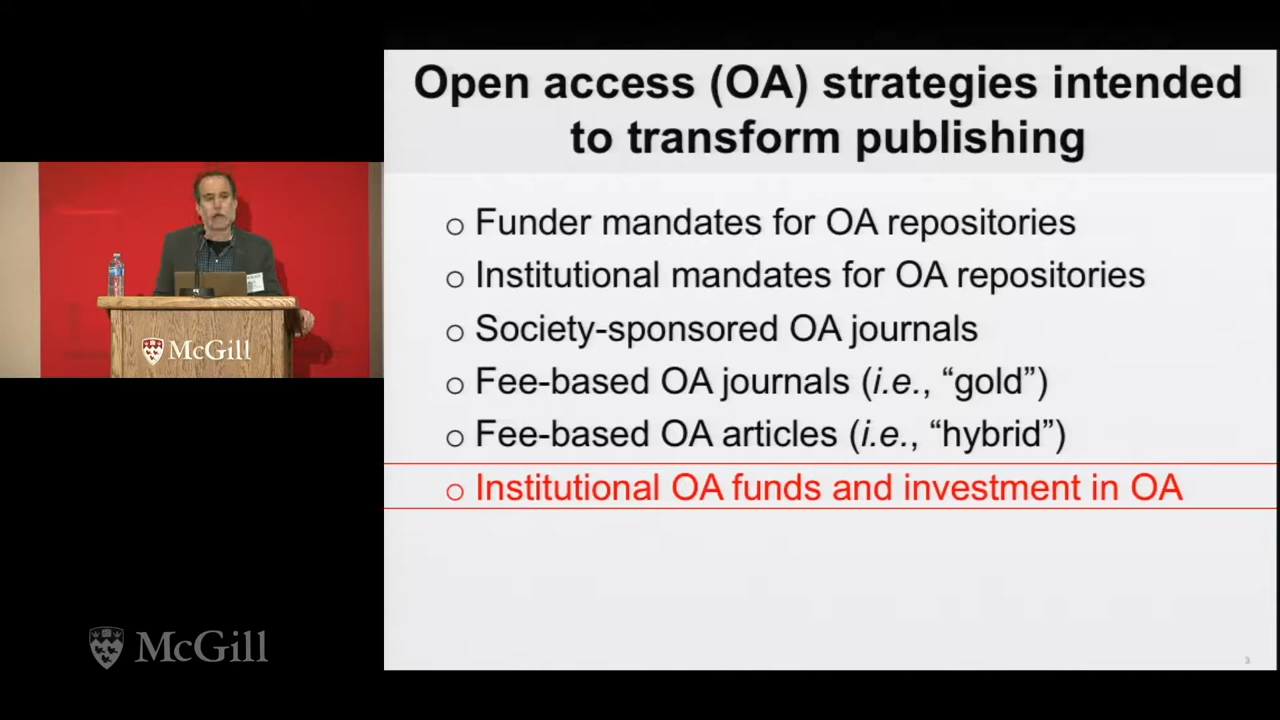 Open access (OA) strategies intended
to transform publishing
o Funder mandates for OA repositories
o Institutional mandates for OA repositories
o Society-sponsored OA journals
o Fee-based OA journals (i.e., “gold”)
o Fee-based OA articles (i.e., “hybrid”)
o Institutional OA funds and investment in OA
3
McGill
McGill